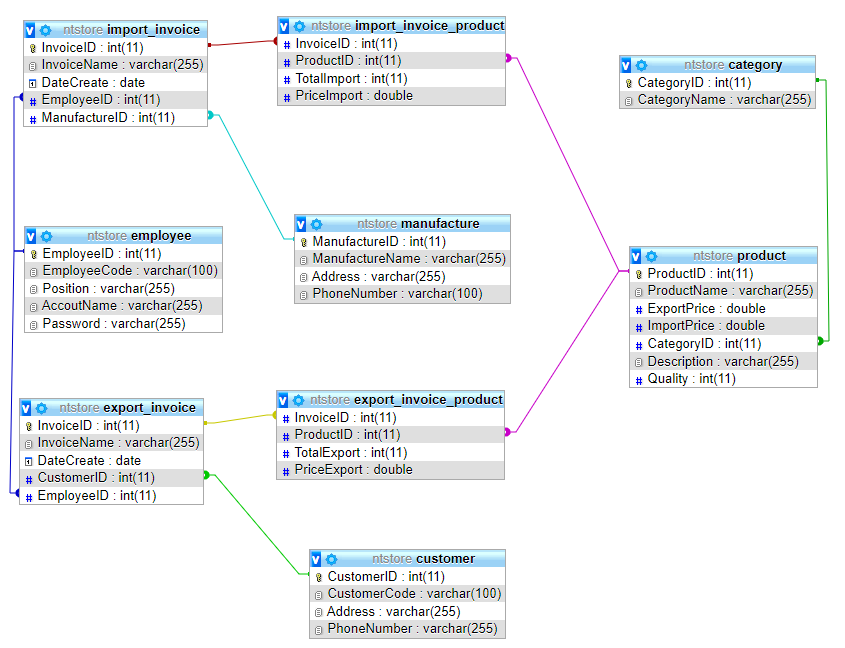 ntstore import_invoice
InvoiceID : int(11)
InvoiceName : varchar(255)
DateCreate : date
EmployeeID : int(11)
ManufactureID : int(11)
ntstore import_invoice_product
InvoiceID : int(11)
ProductID : int(11)
TotalImport : int(11)
PriceImport : double
ntstore category
CategoryID : int(11)
CategoryName : varchar(255)
ntstore employee
EmployeeID : int(11)
EmployeeCode : varchar(100)
Position : varchar(255)
AccoutName : varchar(255)
Password : varchar(255)
ntstore manufacture
ManufactureID : int(11)
ManufactureName : varchar(255)
Address : varchar(255)
PhoneNumber : varchar(100)
ntstore product
ProductID : int(11)
ProductName : varchar(255)
ExportPrice : double
ImportPrice : double
CategoryID : int(11)
Description : varchar(255)
Quality : int(11)
ntstore export_invoice
InvoiceID : int(11)
InvoiceName : varchar(255)
DateCreate : date
CustomerID : int(11)
EmployeeID : int(11)
ntstore export_invoice_product
InvoiceID : int(11)
ProductID : int(11)
TotalExport : int(11)
PriceExport : double
ntstore customer
CustomerID : int(11)
CustomerCode : varchar(100)
Address : varchar(255)
PhoneNumber : varchar(255)